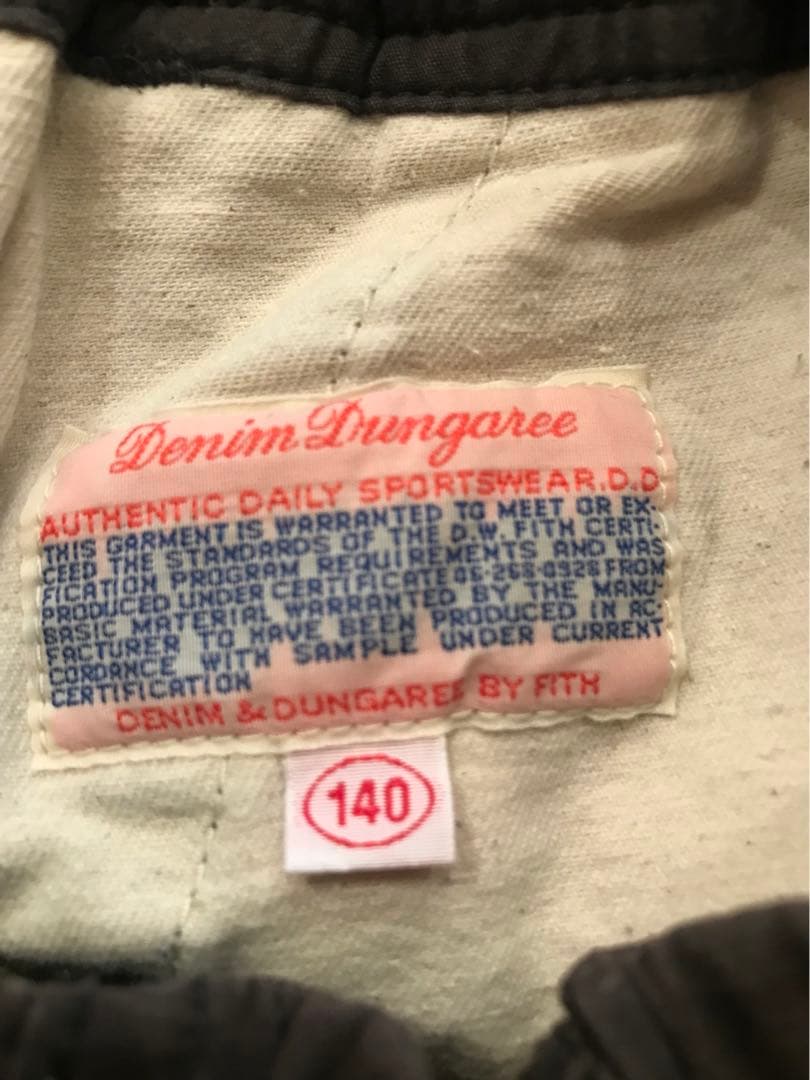 Denim Dungaree
AUTHENTIC DAILY SPORTSWEAR.D.D
THIS GARMENT IS WARRANTED TO MEET OR EX-
CEED THE STANDARDS OF THE D.W. FITH CERTI-
FICATION PROGRAM REQUIREMENTS AND WAS
PRODUCED UNDER CERTIFICATE 06-268-0928 FROM
BASIC MATERIAL WARRANTED BY THE MANU-
FACTURER TO HAVE BEEN PRODUCED IN AC-
CORDANCE WITH SAMPLE UNDER CURRENT
CERTIFICATION
DENIM & DUNGAREE BY FITH
140